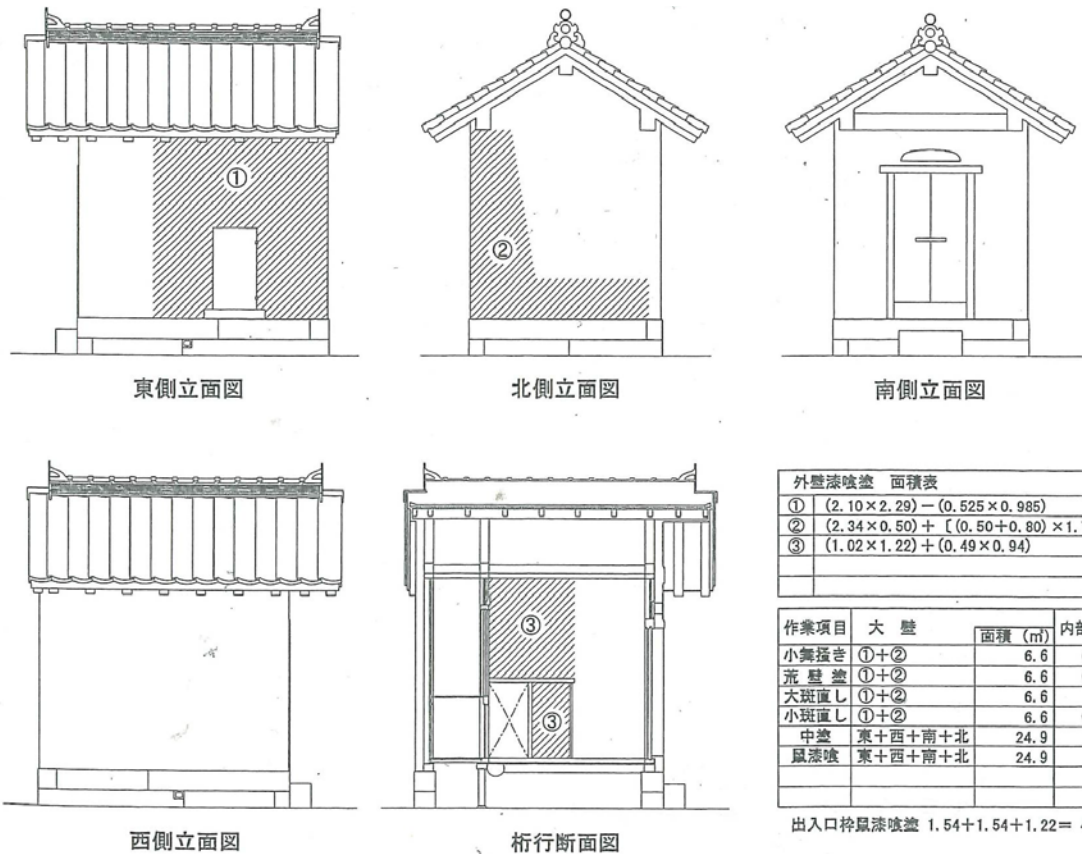 ①
東側立面図
②
北側立面図
南側立面図
西側立面図
③
③
桁行断面図
外壁漆喰塗 面積表
① (2.10×2.29)−(0.525×0.985)
② (2.34×0.50)+〔(0.50+0.80)×1.
③ (1.02×1.22)+(0.49×0.94)
作業項目 大 壁 面積 (㎡) 内部
小舞掻き ①+② 6.6
荒 壁 塗 ①+② 6.6
大斑直し ①+② 6.6
小斑直し ①+② 6.6
中塗 東+西+南+北 24.9
鼠漆喰 東+西+南+北 24.9
出入口枠鼠漆喰塗 1.54+1.54+1.22=